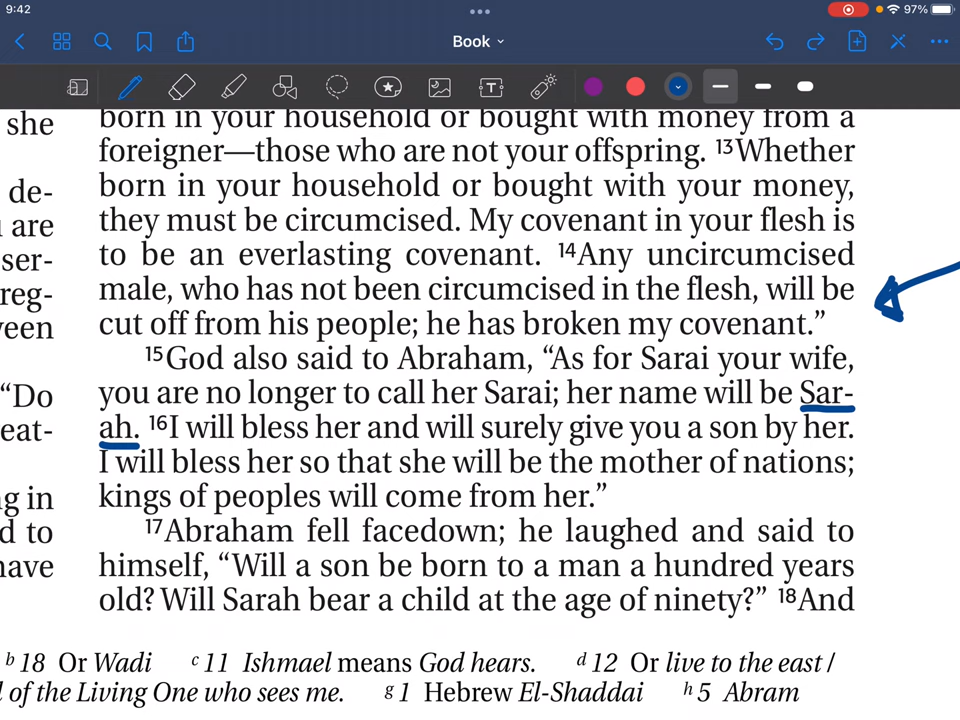 9:42
97%
Book
T
she
born in your household or bought with money from a
foreigner—those who are not your offspring. ¹³Whether
de-
born in your household or bought with your money,
are
they must be circumcised. My covenant in your flesh is
ser-
to be an everlasting covenant. ¹⁴Any uncircumcised
reg-
male, who has not been circumcised in the flesh, will be
veen
cut off from his people; he has broken my covenant.”
¹⁵God also said to Abraham, “As for Sarai your wife,
“Do
you are no longer to call her Sarai; her name will be Sar-
eat-
ah. ¹⁶I will bless her and will surely give you a son by her.
I will bless her so that she will be the mother of nations;
g in
kings of peoples will come from her.”
d to
¹⁷Abraham fell facedown; he laughed and said to
have
himself, “Will a son be born to a man a hundred years
old? Will Sarah bear a child at the age of ninety?” ¹⁸And
ᵇ18 Or Wadi ᶜ11 Ishmael means God hears. ᵈ12 Or live to the east /
of the Living One who sees me. ᵍ1 Hebrew El-Shaddai ʰ5 Abram